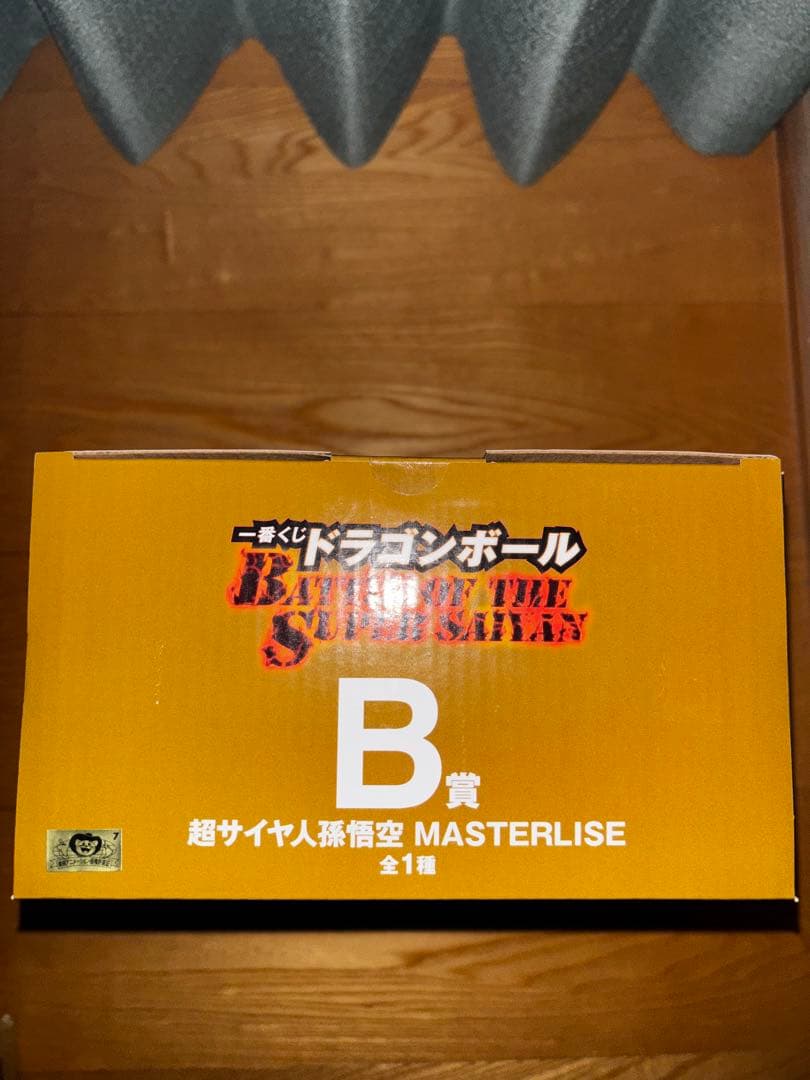 一番くじ ドラゴンボール
BATTLE OF THE
SUPER SAIYAN
B賞
超サイヤ人孫悟空 MASTERLISE
全1種
7